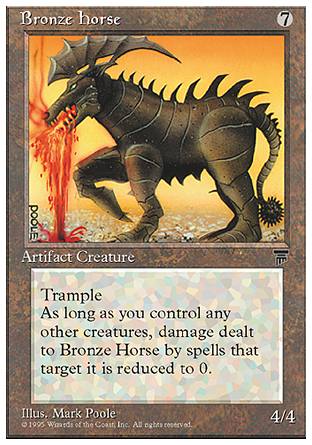 Bronze Horse 7
POOLE
Artifact Creature
Trample
As long as you control any
other creatures, damage dealt
to Bronze Horse by spells that
target it is reduced to 0.
Illus. Mark Poole
©1995 Wizards of the Coast, Inc. All rights reserved.
4/4